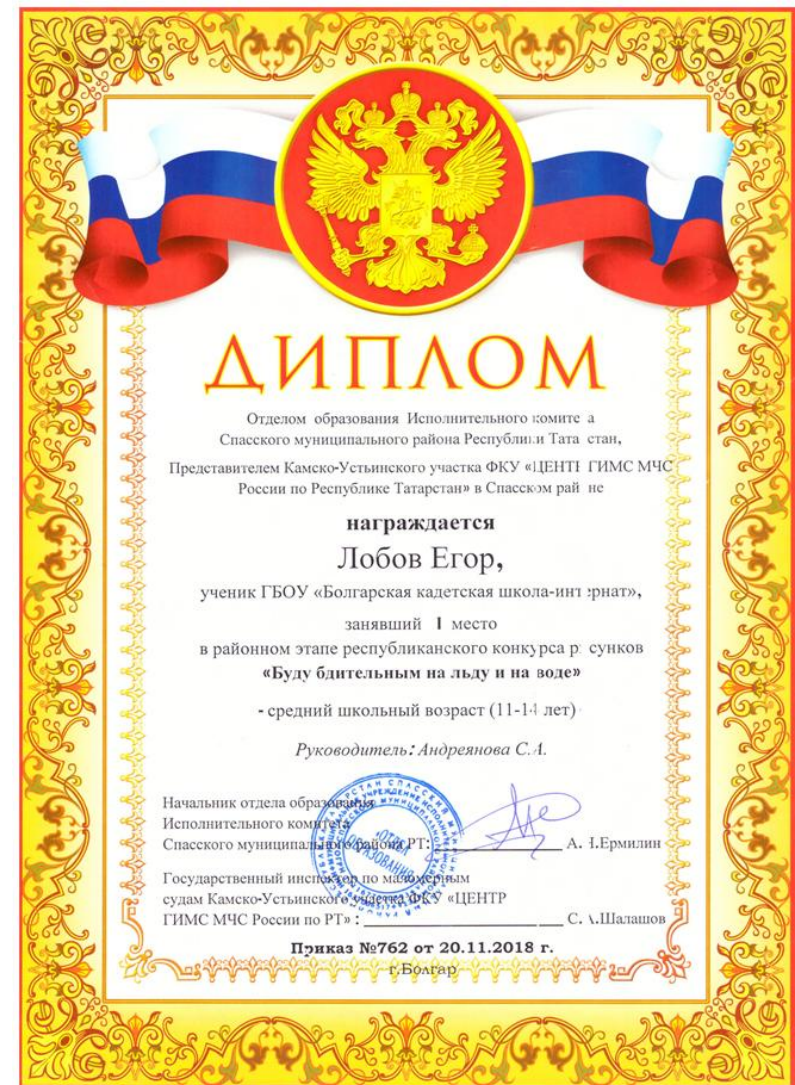 ДИПЛОМ
Отделом образования Исполнительного комите а
Спасского муниципального района Республики Тата стан,
Представителем Камско-Устьинского участка ФКУ «ЦЕНТР ГИМС МЧС
России по Республике Татарстан» в Спасском рай не
награждается
Лобов Егор,
ученик ГБОУ «Болгарская кадетская школа-интернат»,
занявший I место
в районном этапе республиканского конкурса р сунков
«Буду бдительным на льду и на воде»
- средний школьный возраст (11-14 лет)
Руководитель: Андреянова С.А.
Начальник отдела образования
Исполнительного комитета
Спасского муниципального района РТ: А. Ермилин
Государственный инспектор по маломерным
судам Камско-Устьинского участка ФКУ «ЦЕНТР
ГИМС МЧС России по РТ» : С. Шалашов
ОТДЕЛ
ОБРАЗОВАНИЯ
Приказ №762 от 20.11.2018 г.
г.Болгар